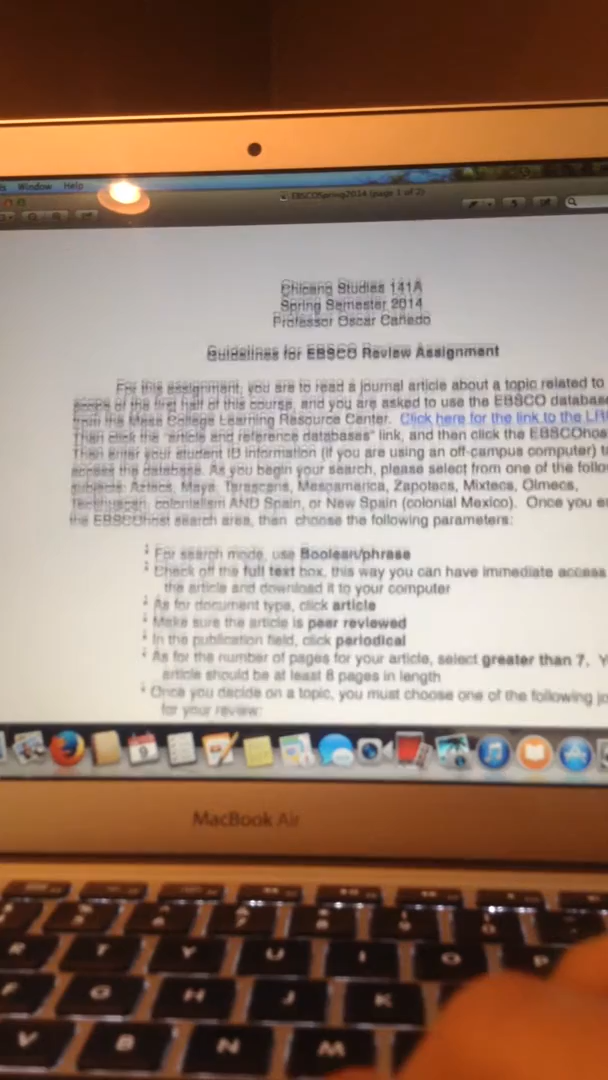 Window Help
EBSCOSpring2014 (page 1 of 2)
Chicano Studies 141A
Spring Semester 2014
Professor Oscar Cañedo
Guidelines for EBSCO Review Assignment
For this assignment, you are to read a journal article about a topic related to
scope of the first half of this course, and you are asked to use the EBSCO database
from the Mesa College Learning Resource Center. Click here for the link to the LR
Then click the "article and reference databases" link, and then click the EBSCOhos
Then enter your student ID information (if you are using an off-campus computer) t
access the database. As you begin your search, please select from one of the follo
subjects: Aztecs, Maya, Tarascans, Mesoamerica, Zapotecs, Mixtecs, Olmecs,
colonialism AND Spain, or New Spain (colonial Mexico). Once you e
the EBSCOhost search area, then choose the following parameters:
For search mode, use Boolean/phrase
Check off the full text box, this way you can have immediate access
the article and download it to your computer
As for document type, click article
Make sure the article is peer reviewed
In the publication field, click periodical
As for the number of pages for your article, select greater than 7. Y
article should be at least 8 pages in length
Once you decide on a topic, you must choose one of the following jo
for your review:
9
MacBook Air
R T Y U I O P
F G H J K
V B N M